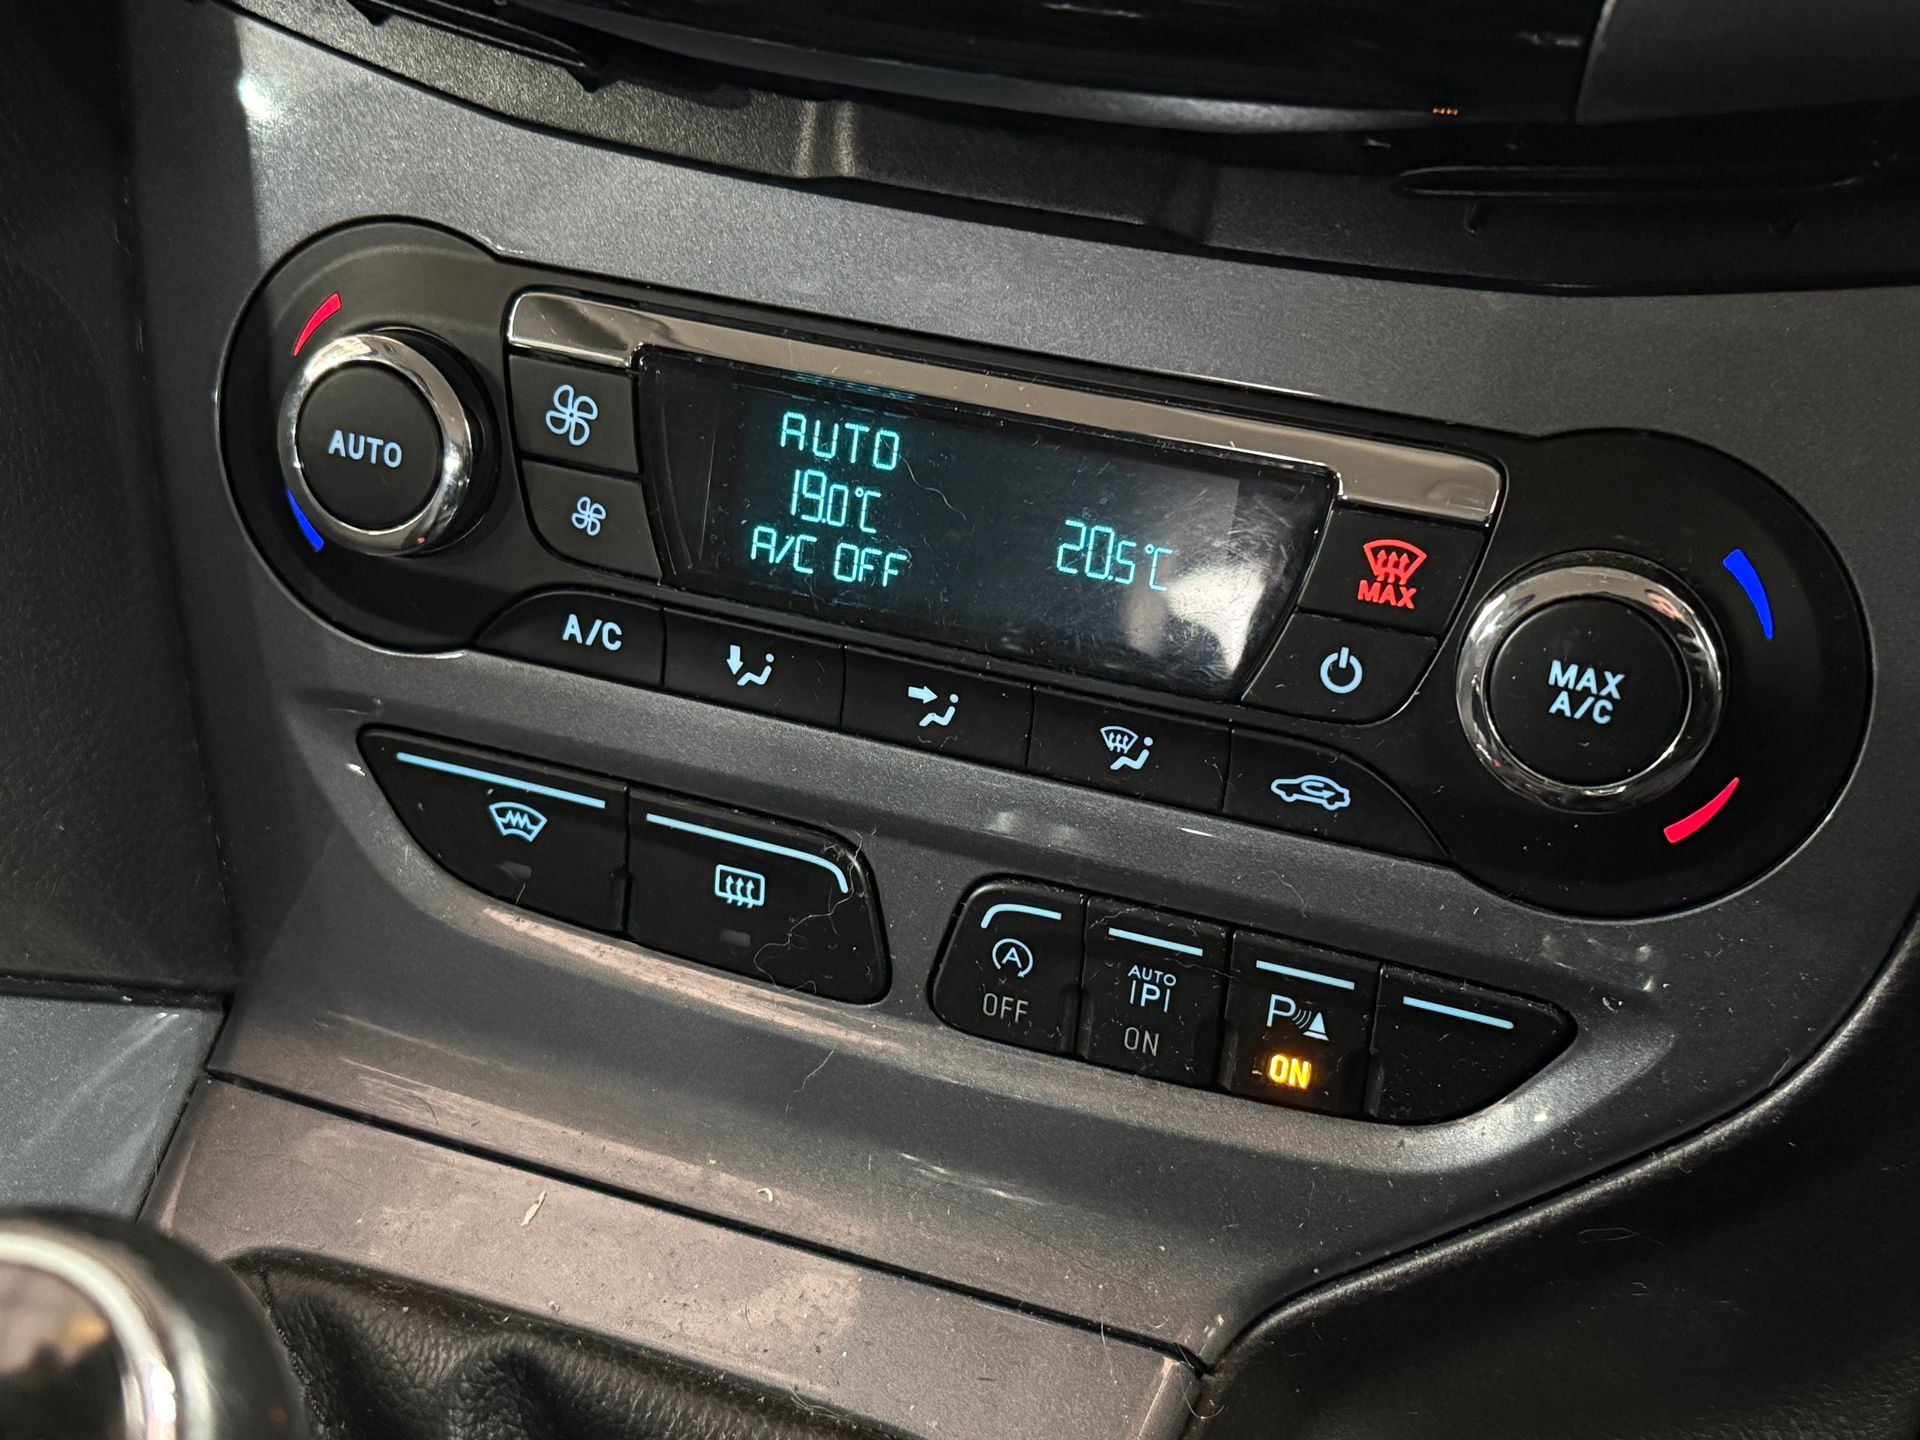 AUTO
AUTO
19.0°C
A/C OFF
20.5°C
MAX
A/C
MAX
A/C
A
OFF
AUTO
P
ON
P
ON